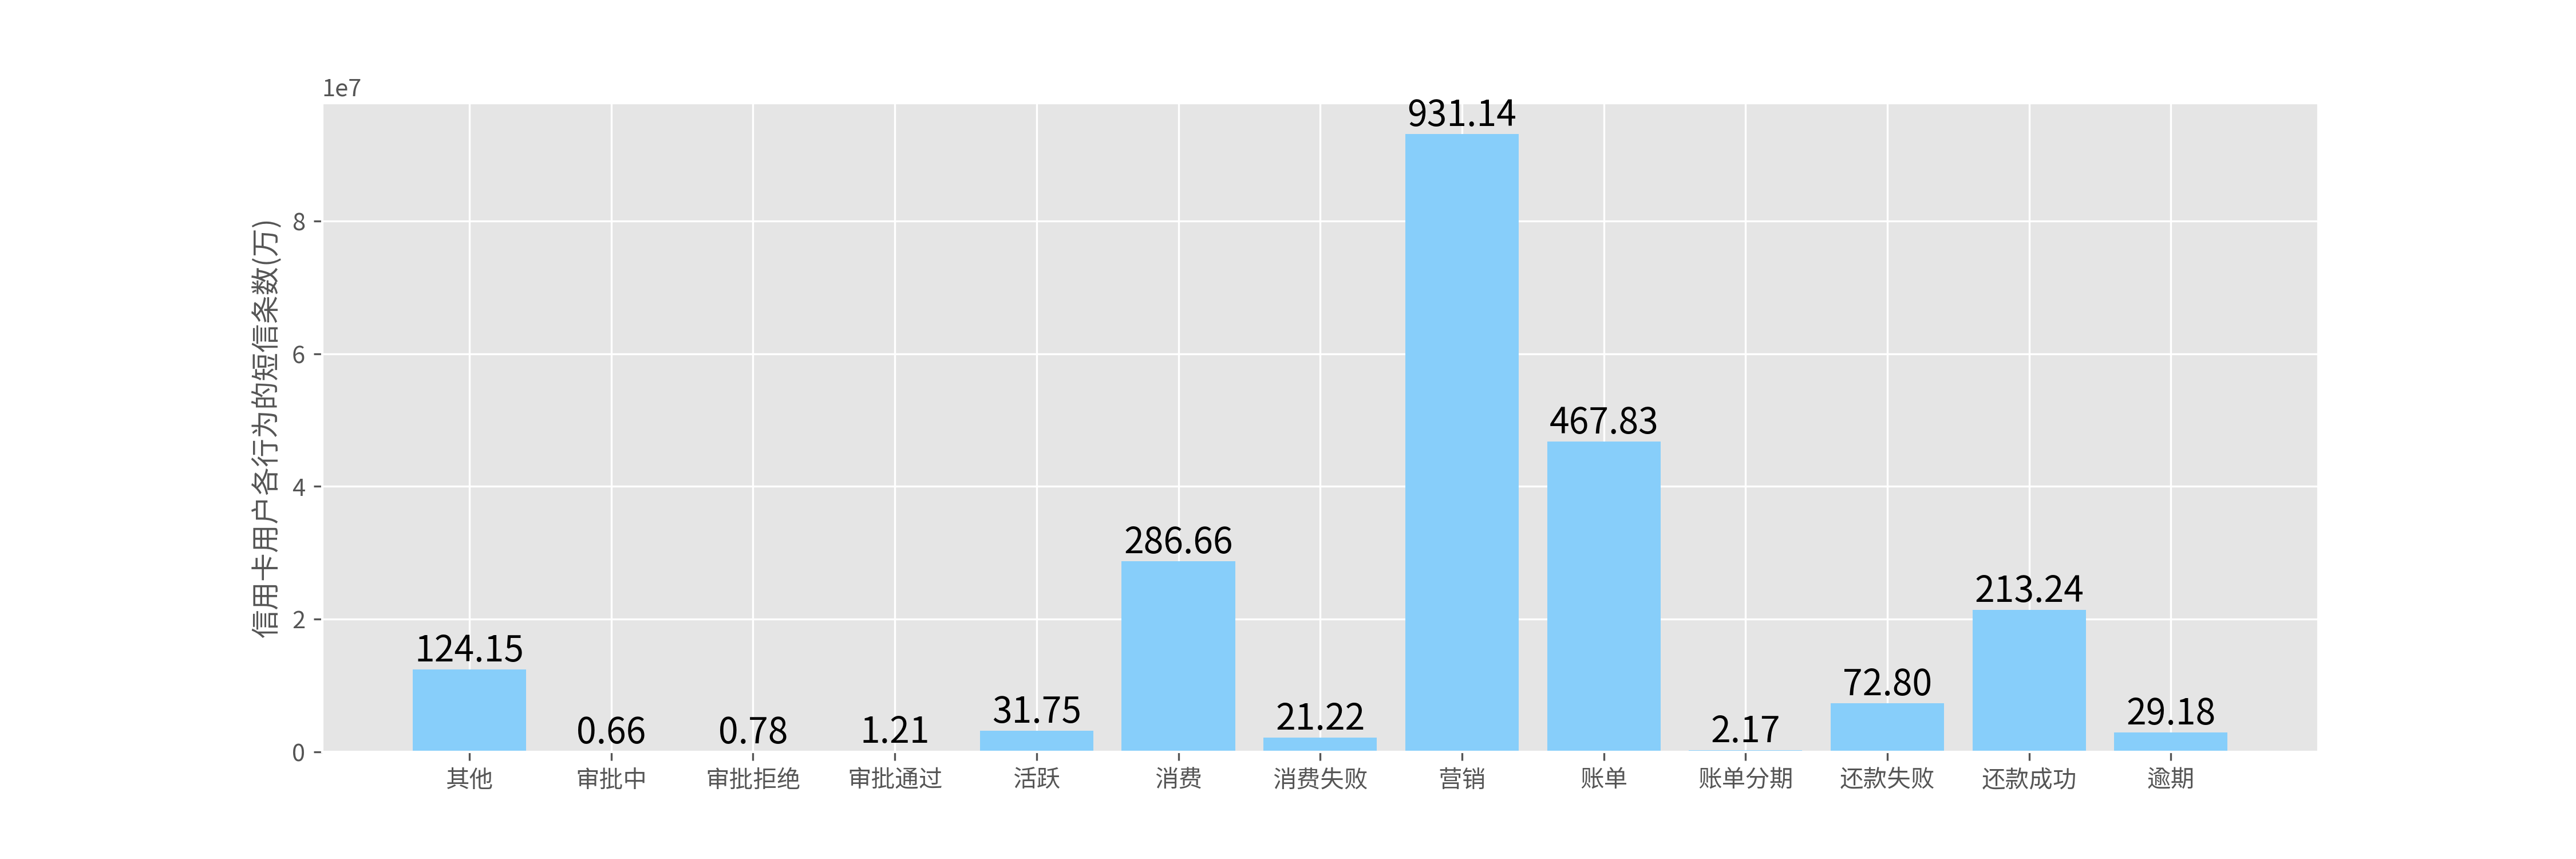 1e7
信用卡用户各行为的短信条数(万)
8
6
4
2
0
124.15
0.66
0.78
1.21
31.75
286.66
21.22
931.14
467.83
2.17
72.80
213.24
29.18
其他
审批中
审批拒绝
审批通过
活跃
消费
消费失败
营销
账单
账单分期
还款失败
还款成功
逾期